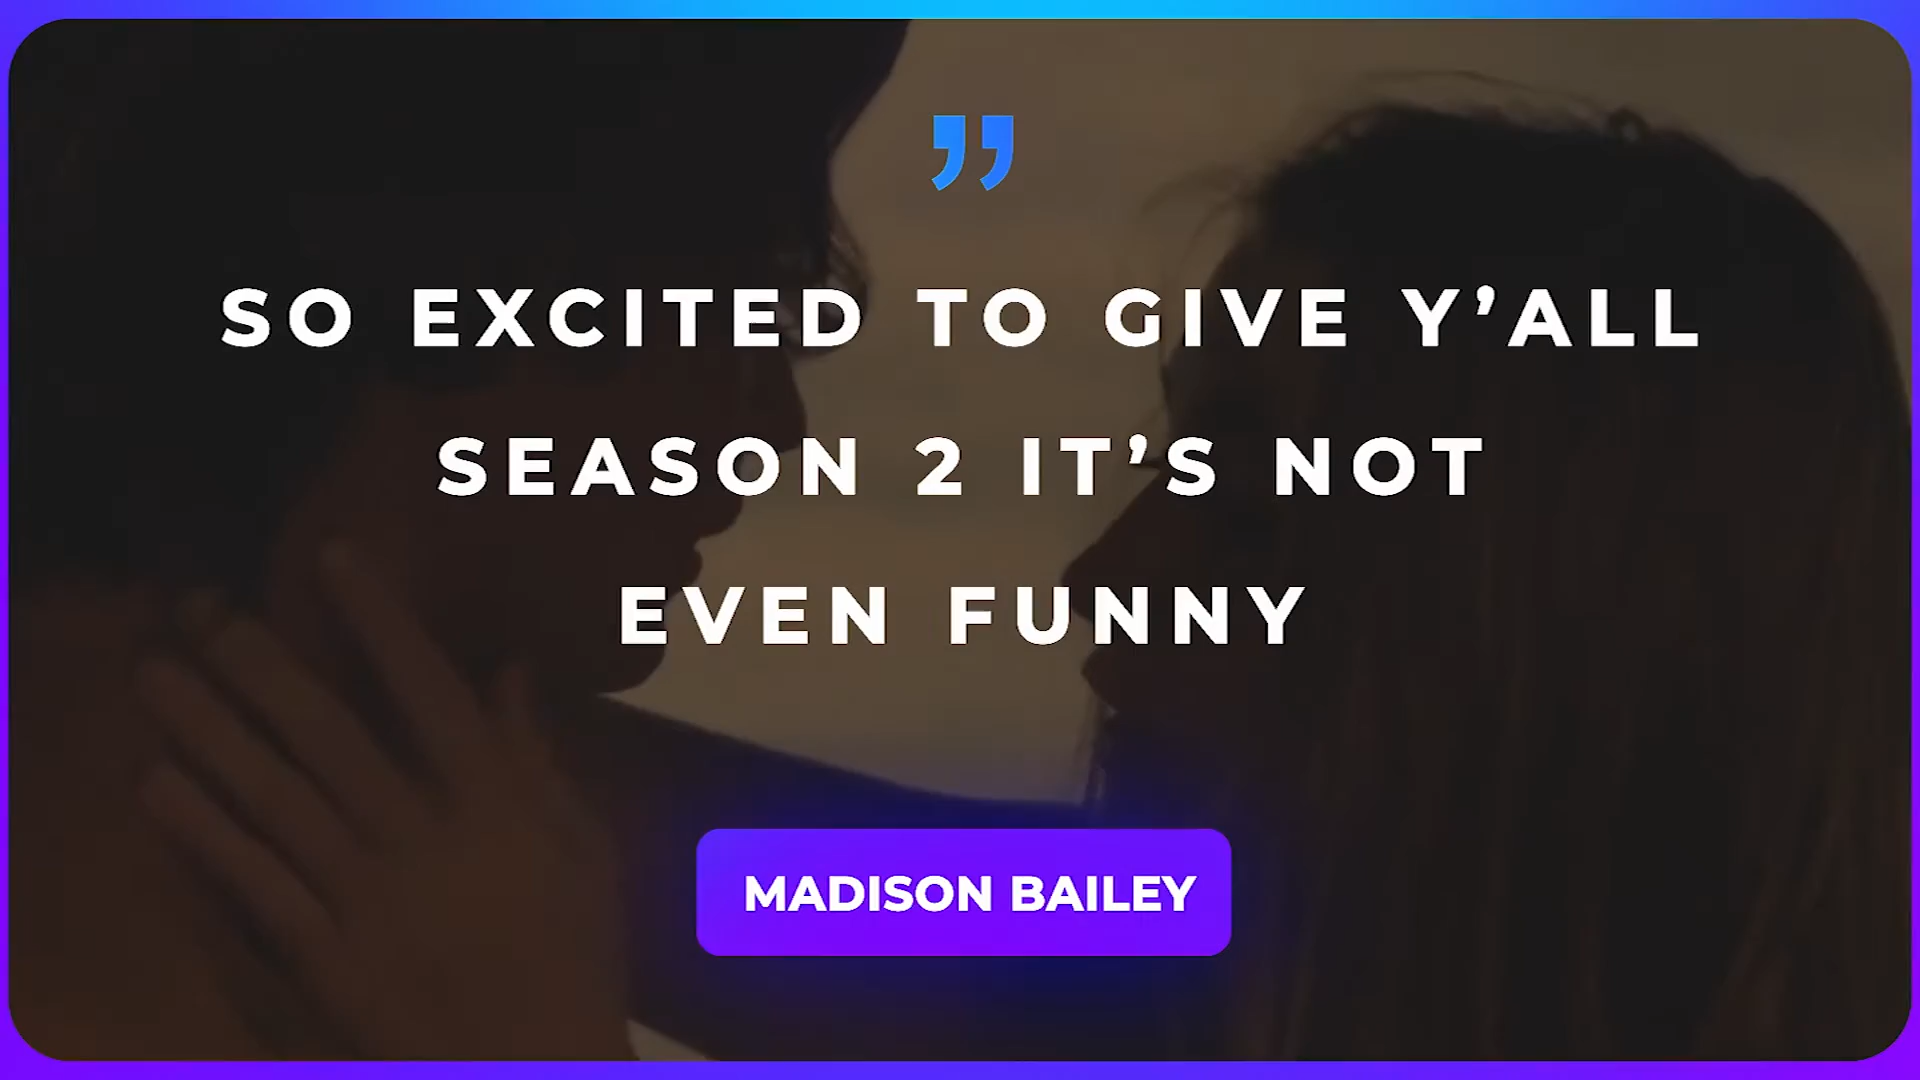 ”
SO EXCITED TO GIVE Y’ALL
SEASON 2 IT’S NOT
EVEN FUNNY
MADISON BAILEY